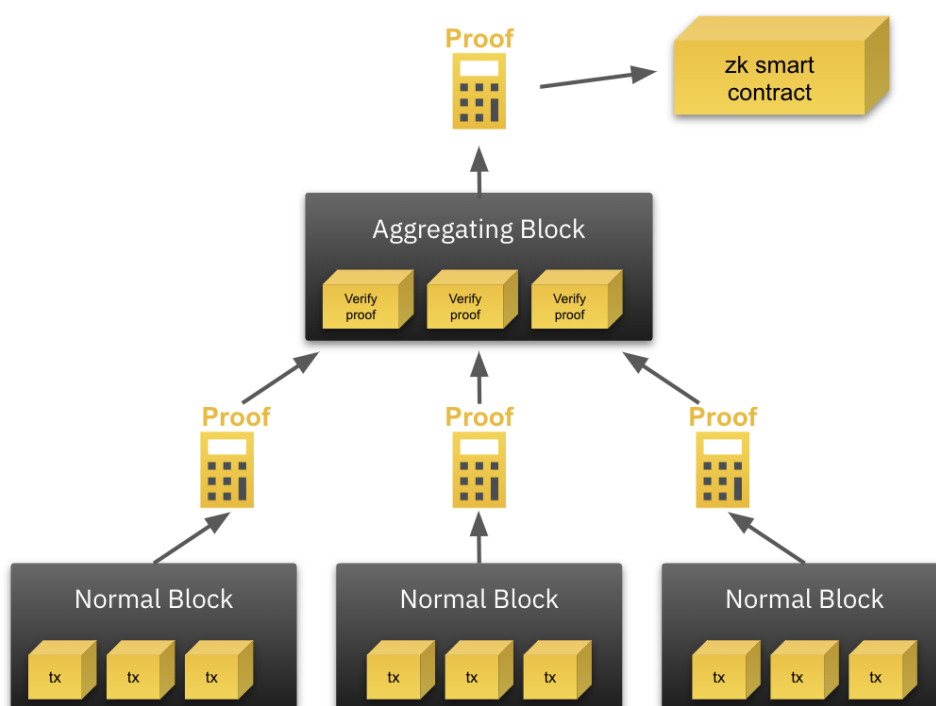 Proof
zk smart
contract
Aggregating Block
Verify
proof
Verify
proof
Verify
proof
Proof
Proof
Proof
Normal Block
Normal Block
Normal Block
tx
tx
tx
tx
tx
tx
tx
tx
tx